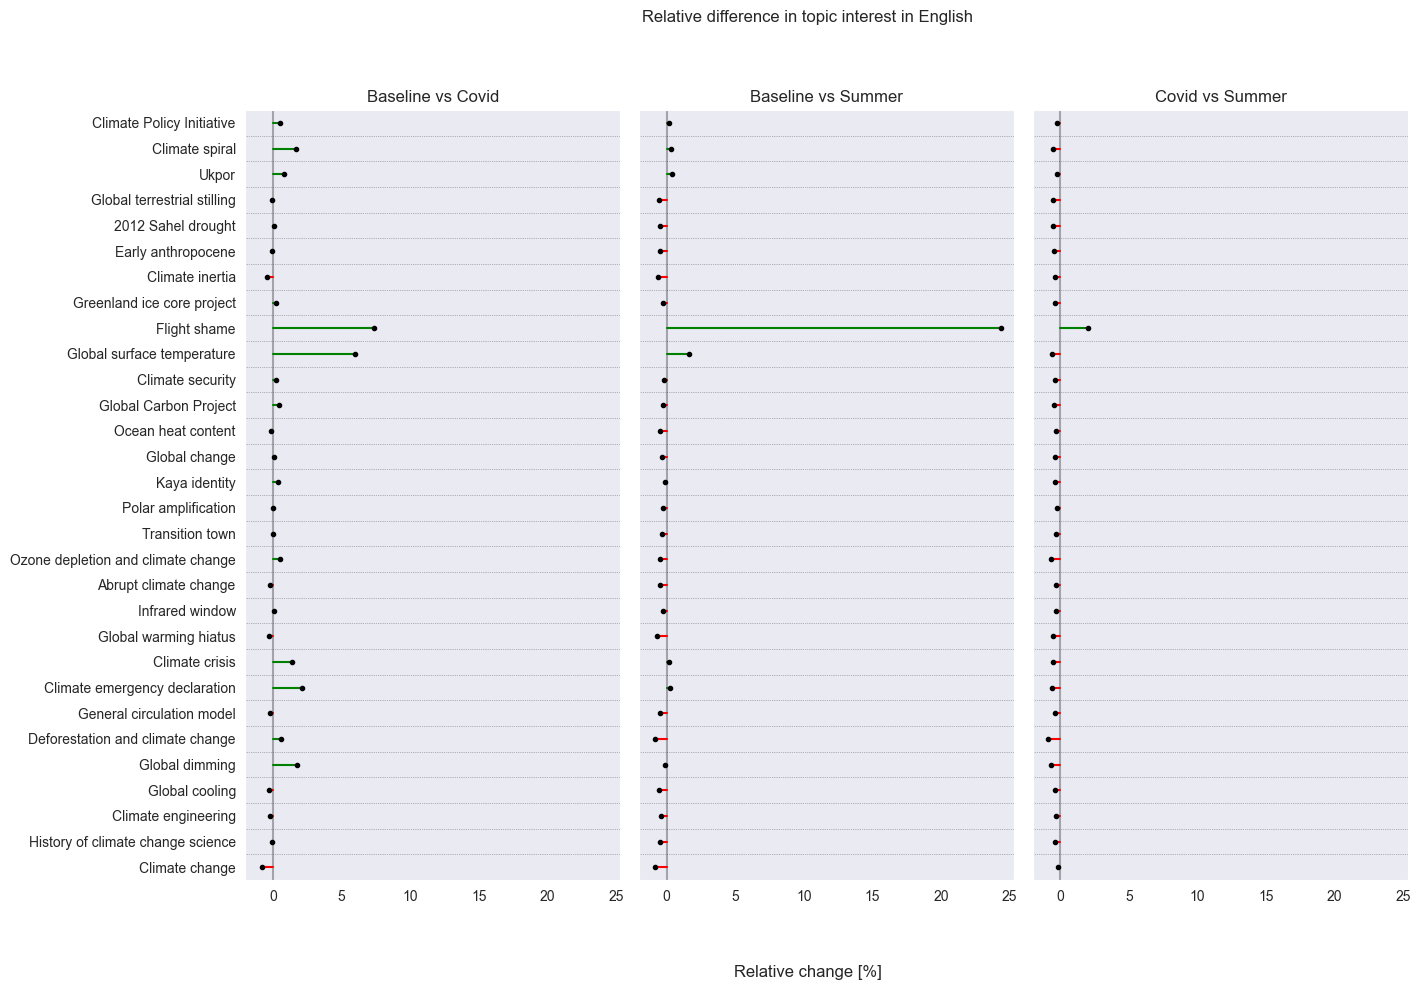 Relative difference in topic interest in English
Baseline vs Covid
Baseline vs Summer
Covid vs Summer
Climate Policy Initiative
Climate spiral
Ukpor
Global terrestrial stilling
2012 Sahel drought
Early anthropocene
Climate inertia
Greenland ice core project
Flight shame
Global surface temperature
Climate security
Global Carbon Project
Ocean heat content
Global change
Kaya identity
Polar amplification
Transition town
Ozone depletion and climate change
Abrupt climate change
Infrared window
Global warming hiatus
Climate crisis
Climate emergency declaration
General circulation model
Deforestation and climate change
Global dimming
Global cooling
Climate engineering
History of climate change science
Climate change
0 5 10 15 20 25
0 5 10 15 20 25
0 5 10 15 20 25
Relative change [%]